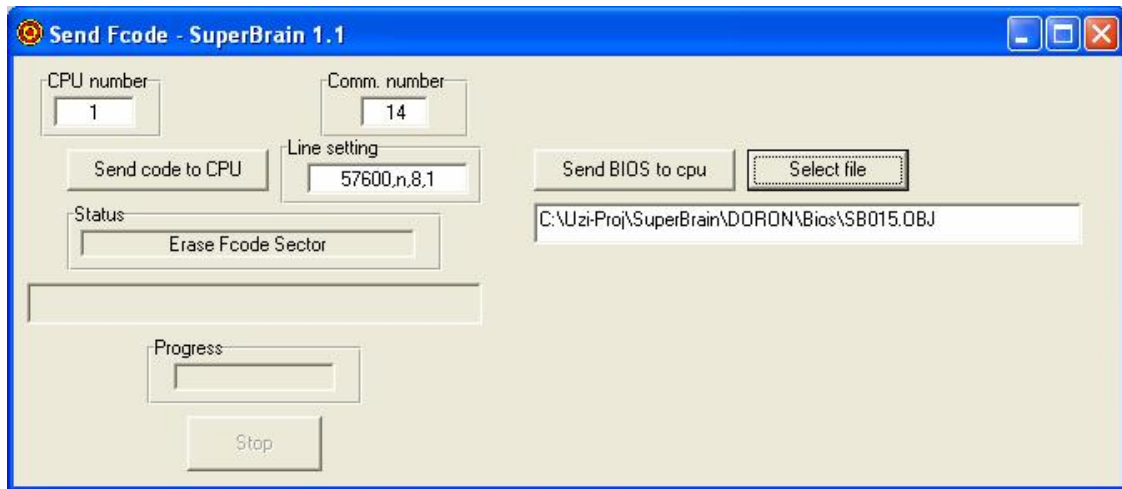 Send Fcode - SuperBrain 1.1
CPU number
1
Comm. number
14
Send code to CPU
Line setting
57600,n,8,1
Send BIOS to cpu
Select file
Status
Erase Fcode Sector
C:\Uzi-Proj\SuperBrain\DORON\Bios\SB015.OBJ
Progress
Stop